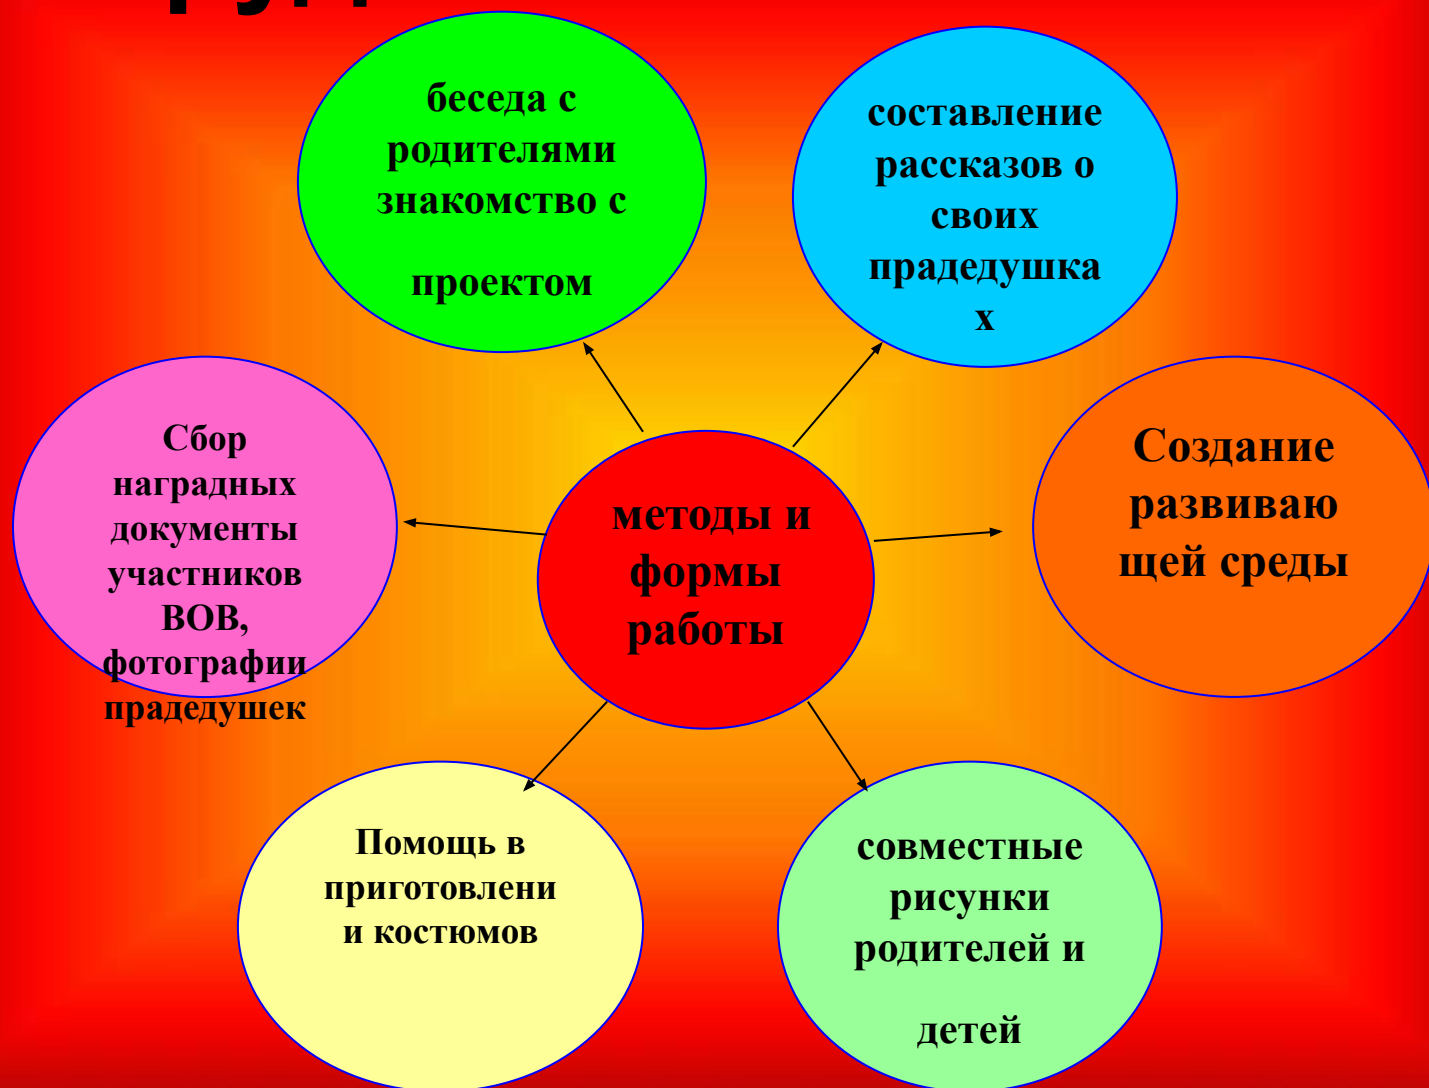 беседа с
родителями
знакомство с
проектом
составление
рассказов о
своих
прадедушка
х
Сбор
наградных
документы
участников
ВОВ,
фотографии
прадедушек
методы и
формы
работы
Создание
развиваю
щей среды
Помощь в
приготовлени
и костюмов
совместные
рисунки
родителей и
детей